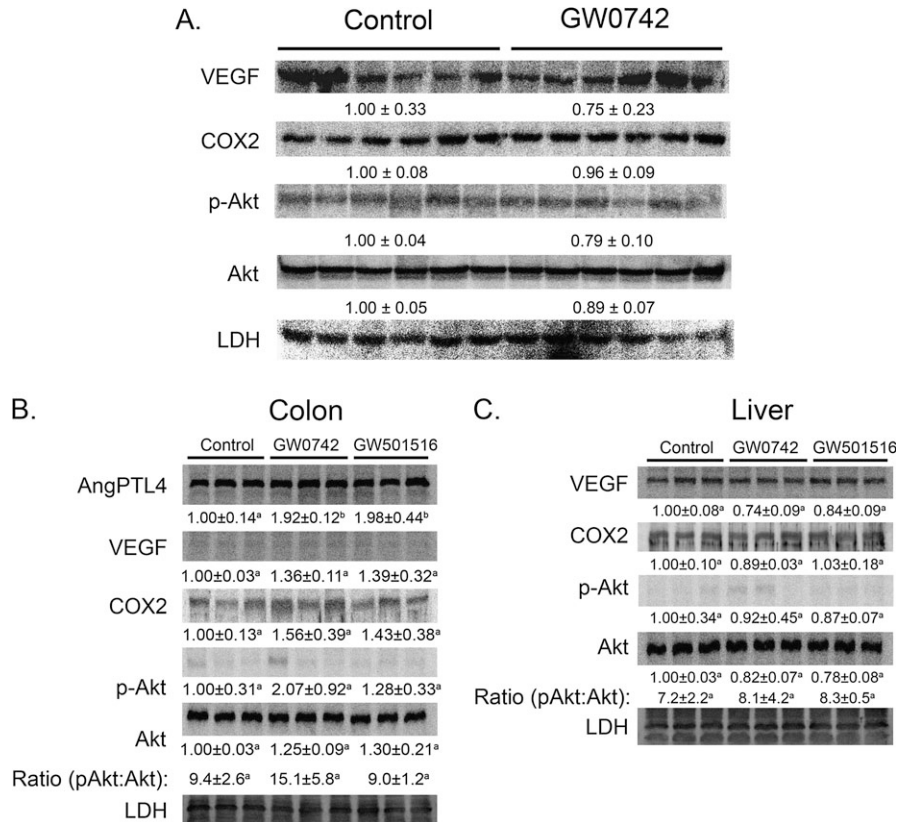 A.
Control GW0742
VEGF
1.00 ± 0.33 0.75 ± 0.23
COX2
1.00 ± 0.08 0.96 ± 0.09
p-Akt
1.00 ± 0.04 0.79 ± 0.10
Akt
1.00 ± 0.05 0.89 ± 0.07
LDH
B.
Colon
Control GW0742 GW501516
AngPTL4
1.00±0.14ᵃ 1.92±0.12ᵇ 1.98±0.44ᵇ
VEGF
1.00±0.03ᵃ 1.36±0.11ᵃ 1.39±0.32ᵃ
COX2
1.00±0.13ᵃ 1.56±0.39ᵃ 1.43±0.38ᵃ
p-Akt
1.00±0.31ᵃ 2.07±0.92ᵃ 1.28±0.33ᵃ
Akt
1.00±0.03ᵃ 1.25±0.09ᵃ 1.30±0.21ᵃ
Ratio (pAkt:Akt): 9.4±2.6ᵃ 15.1±5.8ᵃ 9.0±1.2ᵃ
LDH
C.
Liver
Control GW0742 GW501516
VEGF
1.00±0.08ᵃ 0.74±0.09ᵃ 0.84±0.09ᵃ
COX2
1.00±0.10ᵃ 0.89±0.03ᵃ 1.03±0.18ᵃ
p-Akt
1.00±0.34ᵃ 0.92±0.45ᵃ 0.87±0.07ᵃ
Akt
1.00±0.03ᵃ 0.82±0.07ᵃ 0.78±0.08ᵃ
Ratio (pAkt:Akt): 7.2±2.2ᵃ 8.1±4.2ᵃ 8.3±0.5ᵃ
LDH